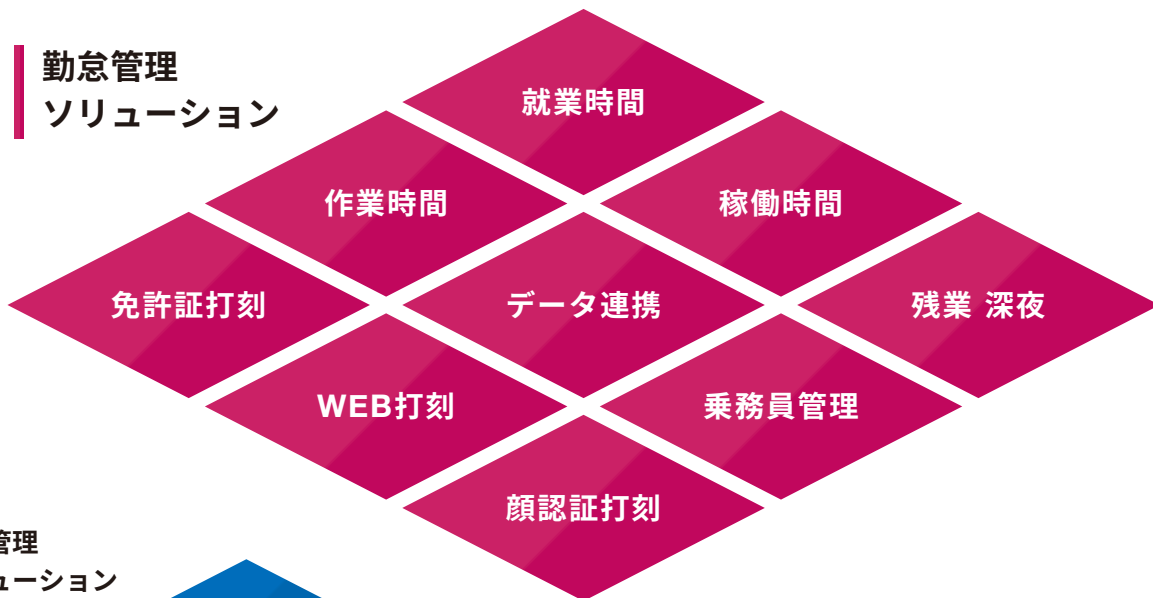 勤怠管理
ソリューション
就業時間
作業時間
稼働時間
免許証打刻
データ連携
残業 深夜
WEB打刻
乗務員管理
顔認証打刻
管理
ューション